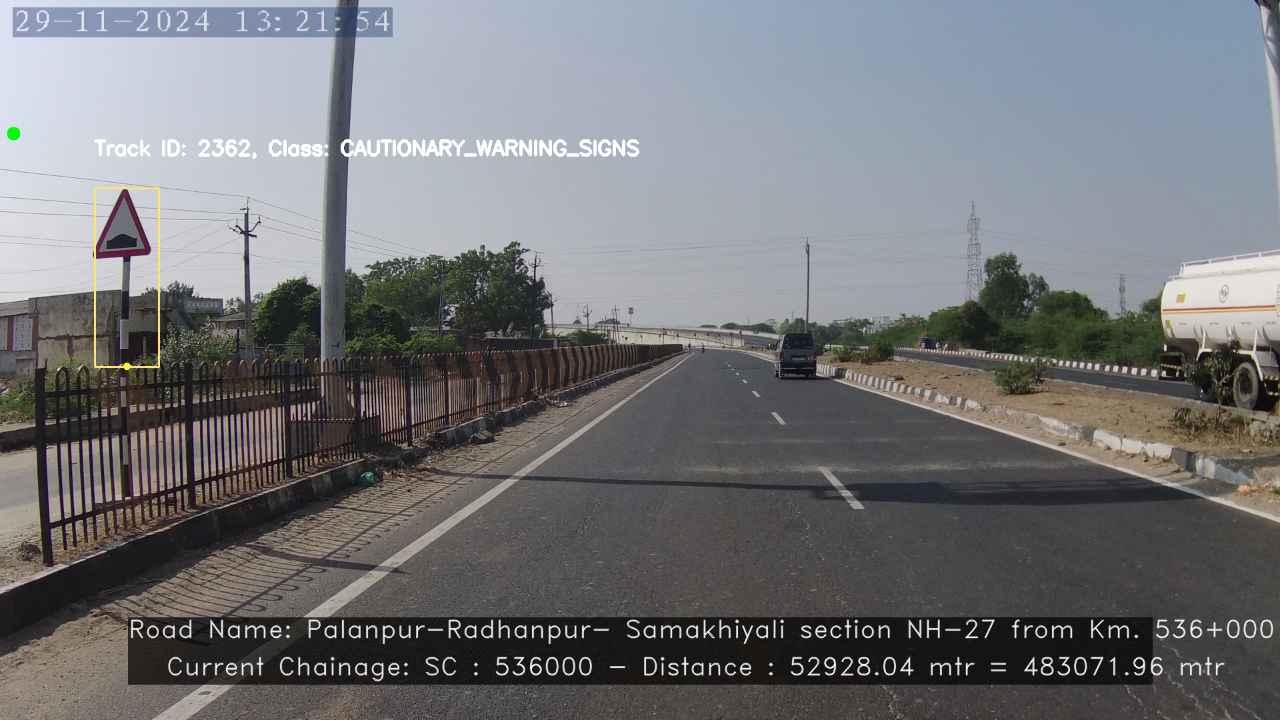 29-11-2024 13:21:54
Track ID: 2362, Class: CAUTIONARY_WARNING_SIGNS
Road Name: Palanpur-Radhanpur- Samakhiyali section NH-27 from Km. 536+000
Current Chainage: SC : 536000 - Distance : 52928.04 mtr = 483071.96 mtr